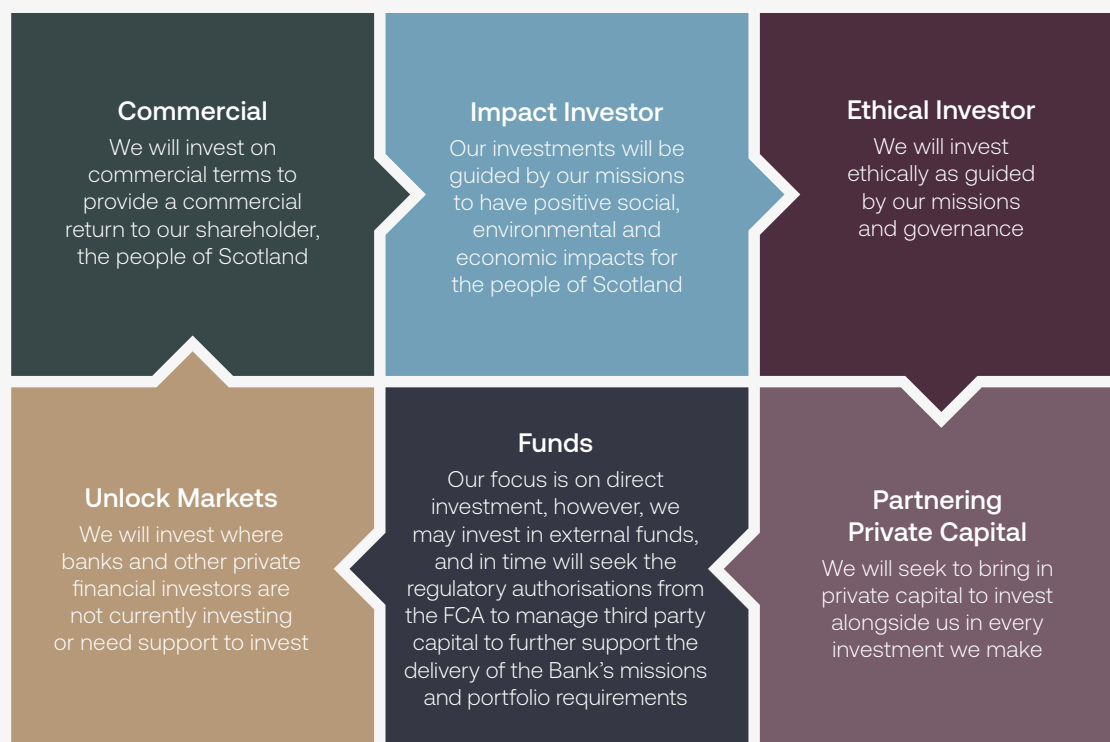 Commercial
We will invest on
commercial terms to
provide a commercial
return to our shareholder,
the people of Scotland
Impact Investor
Our investments will be
guided by our missions
to have positive social,
environmental and
economic impacts for
the people of Scotland
Ethical Investor
We will invest
ethically as guided
by our missions
and governance
Partnering
Private Capital
We will seek to bring in
private capital to invest
alongside us in every
investment we make
Funds
Our focus is on direct
investment, however, we
may invest in external funds,
and in time will seek the
regulatory authorisations from
the FCA to manage third party
capital to further support the
delivery of the Bank’s missions
and portfolio requirements
Unlock Markets
We will invest where
banks and other private
financial investors are
not currently investing
or need support to invest